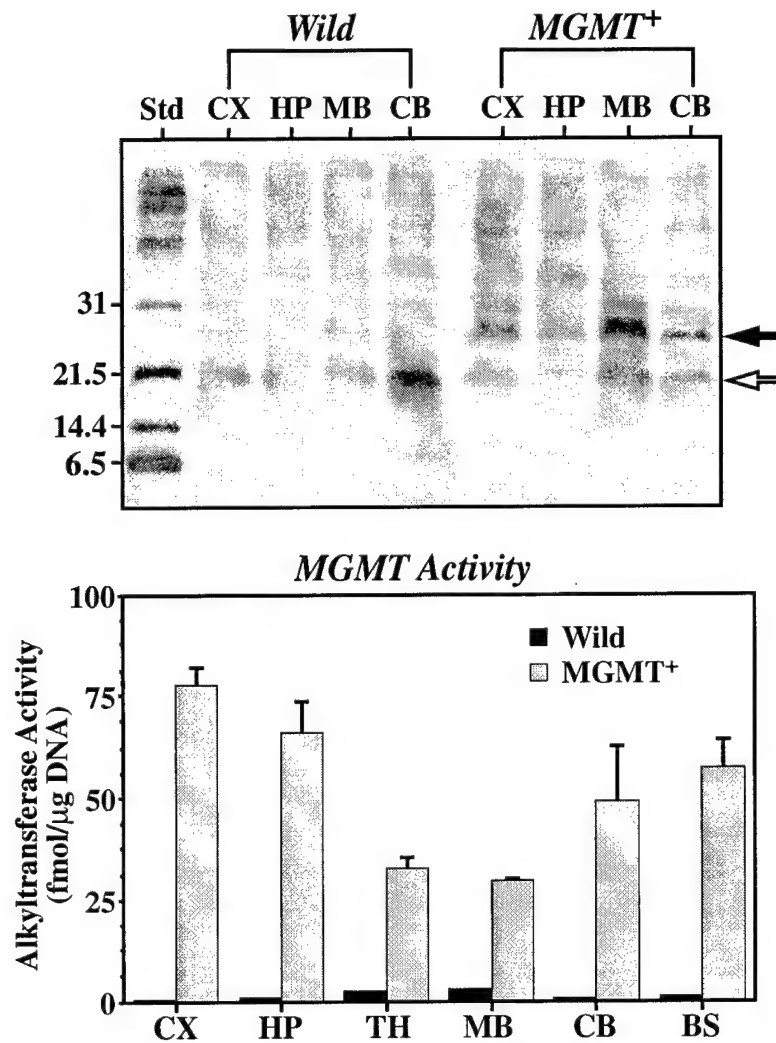 Wild MGMT+
Std CX HP MB CB CX HP MB CB
31
21.5
14.4
6.5
MGMT Activity
Alkyltransferase Activity
(fmol/µg DNA)
100
75
50
25
0
Wild
MGMT+
CX HP TH MB CB BS